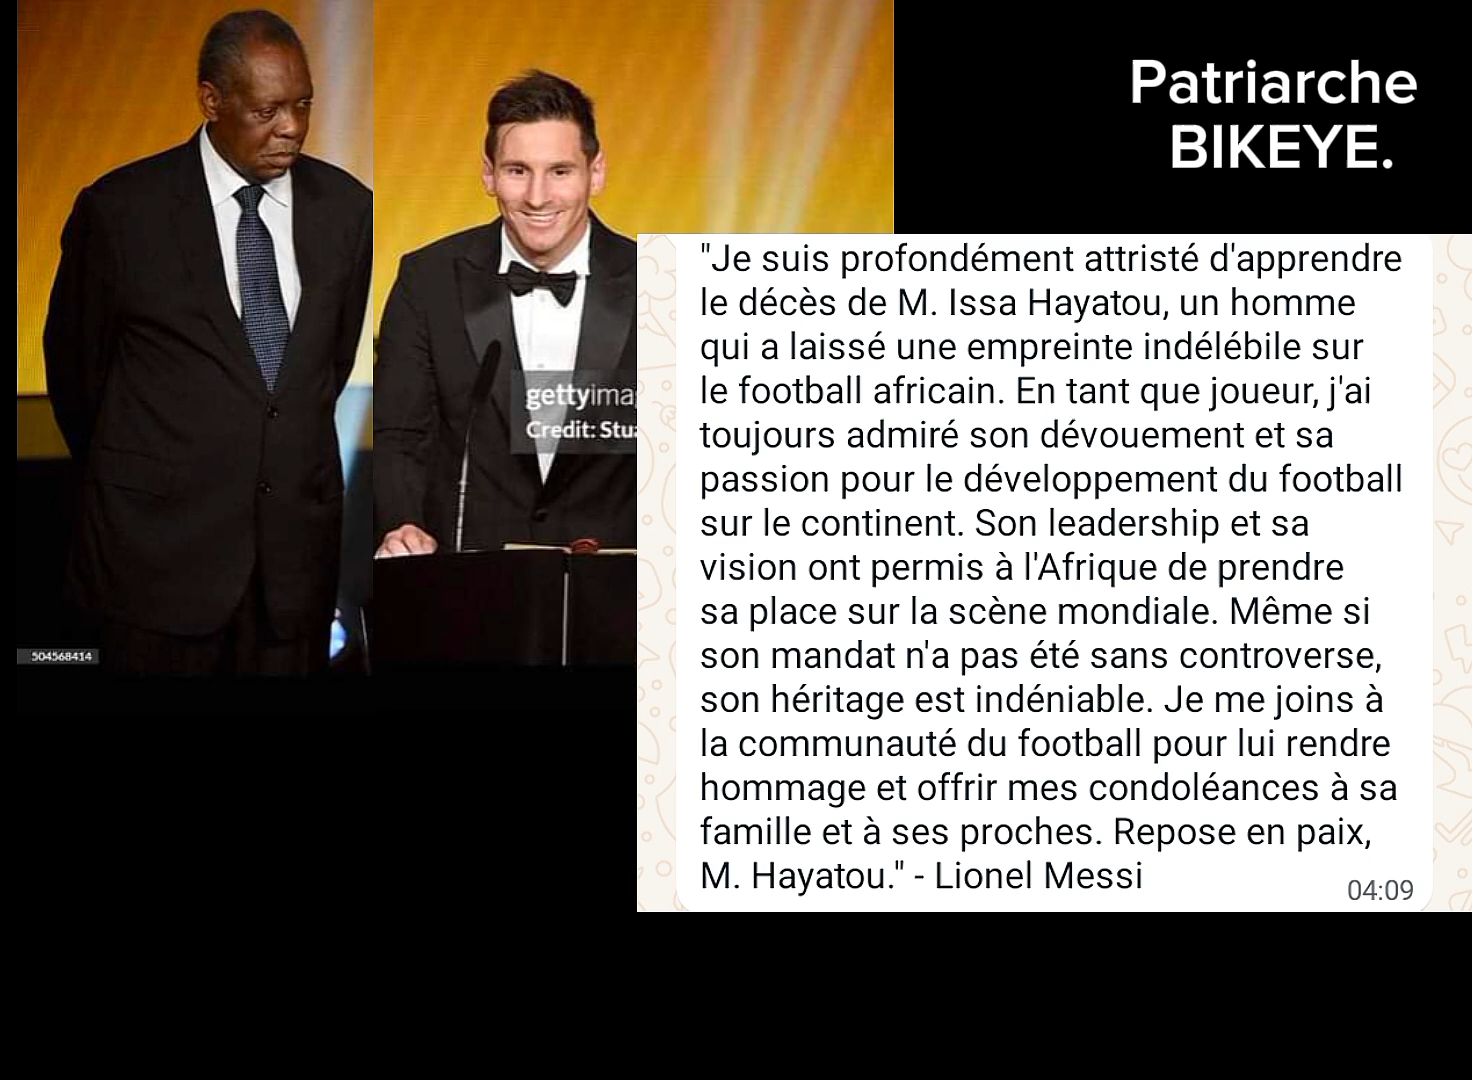 Patriarche
BIKEYE.
"Je suis profondément attristé d'apprendre
le décès de M. Issa Hayatou, un homme
qui a laissé une empreinte indélébile sur
le football africain. En tant que joueur, j'ai
toujours admiré son dévouement et sa
passion pour le développement du football
sur le continent. Son leadership et sa
vision ont permis à l'Afrique de prendre
sa place sur la scène mondiale. Même si
son mandat n'a pas été sans controverse,
son héritage est indéniable. Je me joins à
la communauté du football pour lui rendre
hommage et offrir mes condoléances à sa
famille et à ses proches. Repose en paix,
M. Hayatou." - Lionel Messi
04:09
gettyima
Credit: Stu
504568414